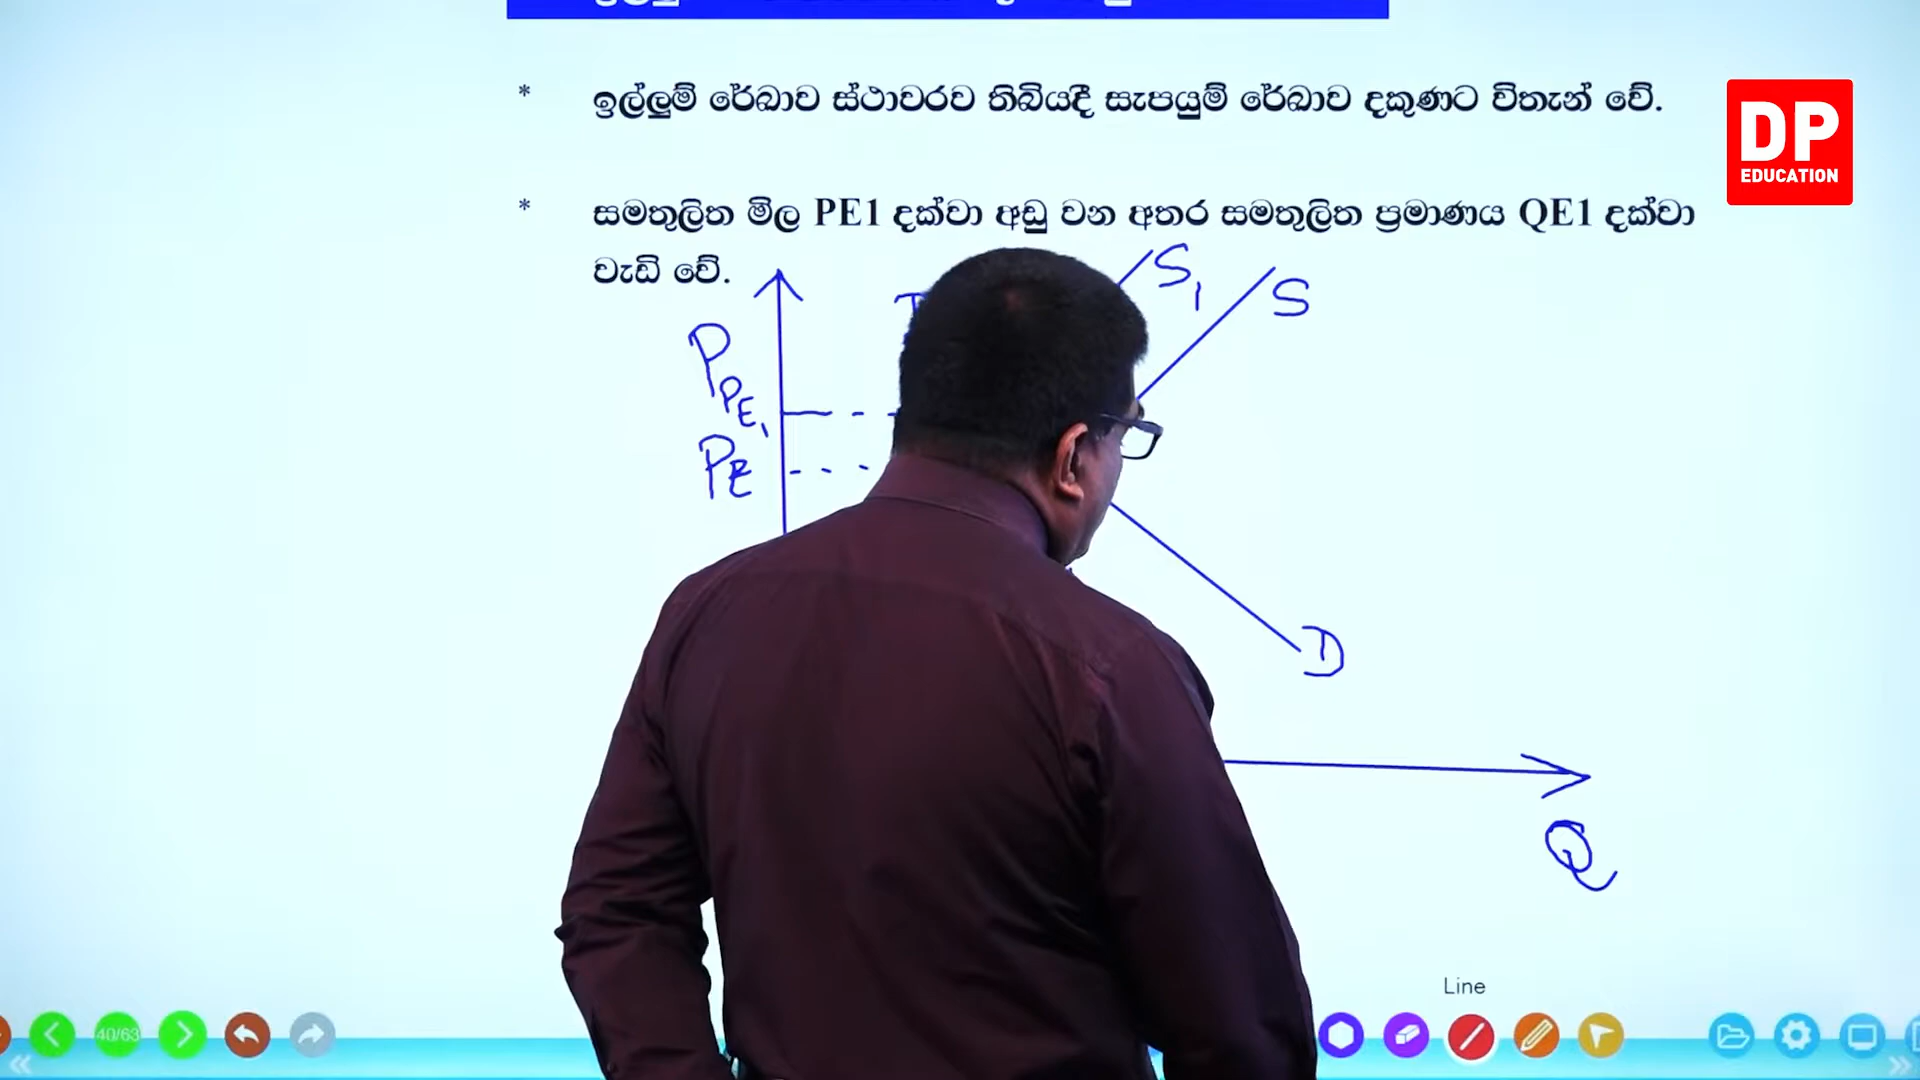 * ඉල්ලුම් රේඛාව ස්ථාවරව තිබියදී සැපයුම් රේඛාව දකුණට විතැන් වේ.
DP
EDUCATION
* සමතුලිත මිල PE1 දක්වා අඩු වන අතර සමතුලිත ප්‍රමාණය QE1 දක්වා
වැඩි වේ.
S1
S
P
PE1
PE
D
Q
Line
40/63